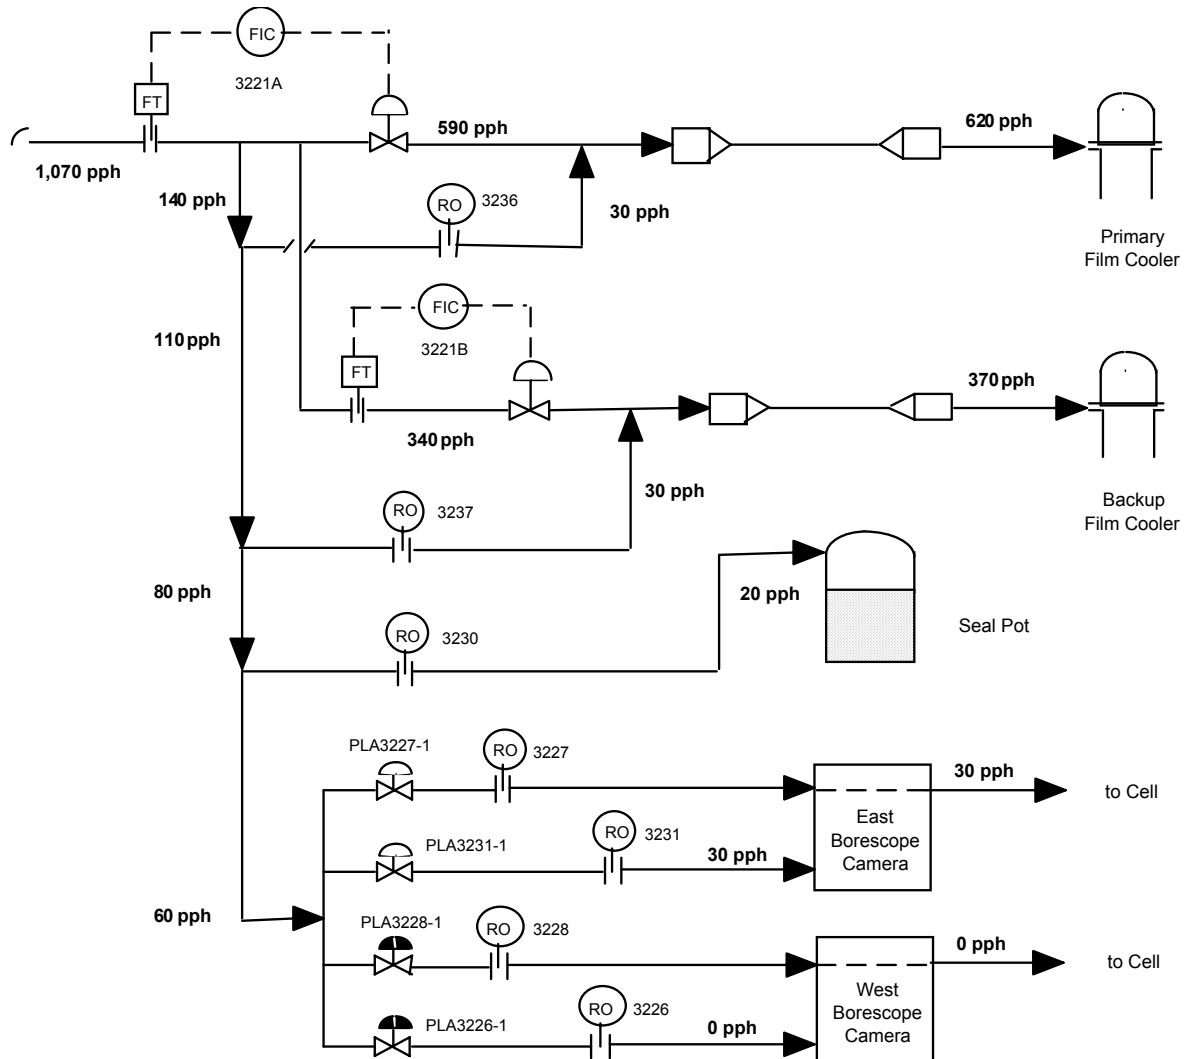 FIC
3221A
FT
590 pph
620 pph
1,070 pph
140 pph
RO
3236
30 pph
Primary
Film Cooler
FIC
110 pph
3221B
FT
370 pph
340 pph
30 pph
RO
3237
Backup
Film Cooler
80 pph
20 pph
RO
3230
Seal Pot
PLA3227-1
RO
3227
30 pph
to Cell
East
Borescope
Camera
PLA3231-1
RO
3231
30 pph
60 pph
PLA3228-1
RO
3228
0 pph
to Cell
West
Borescope
Camera
PLA3226-1
RO
3226
0 pph